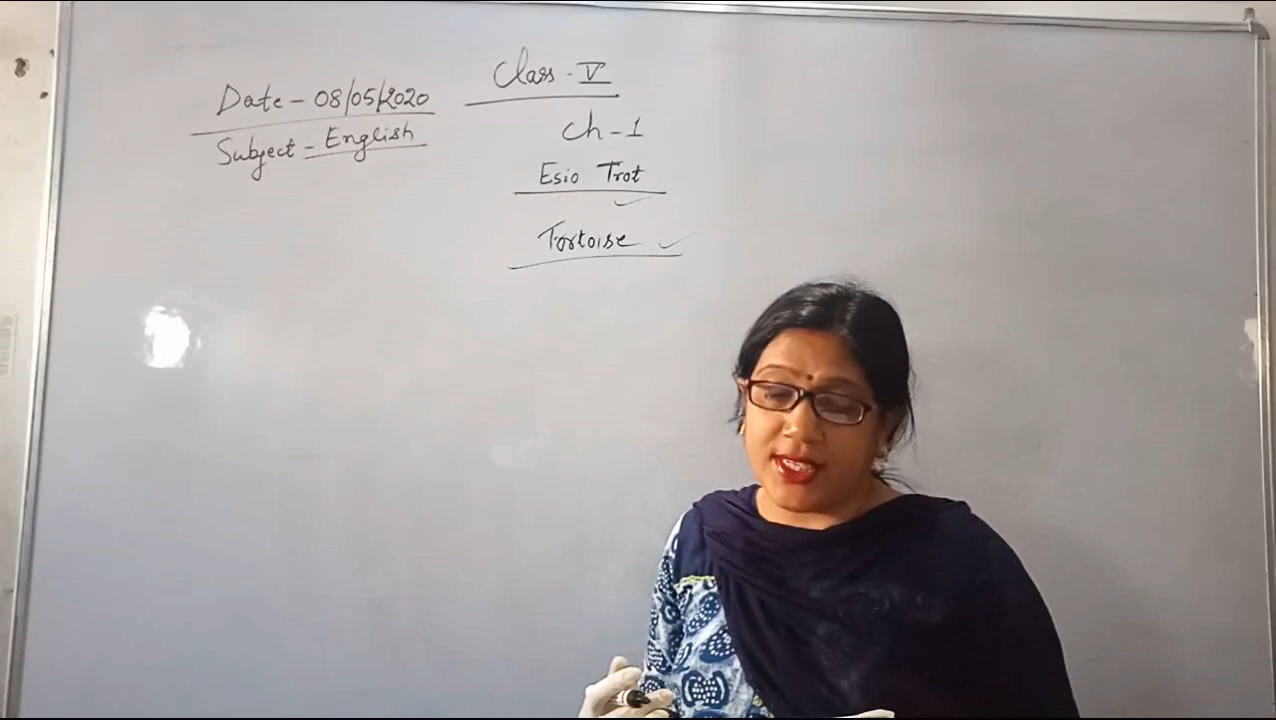 Date - 08/05/2020
Subject - English
Class - V
Ch - 1
Esio Trot
Tortoise